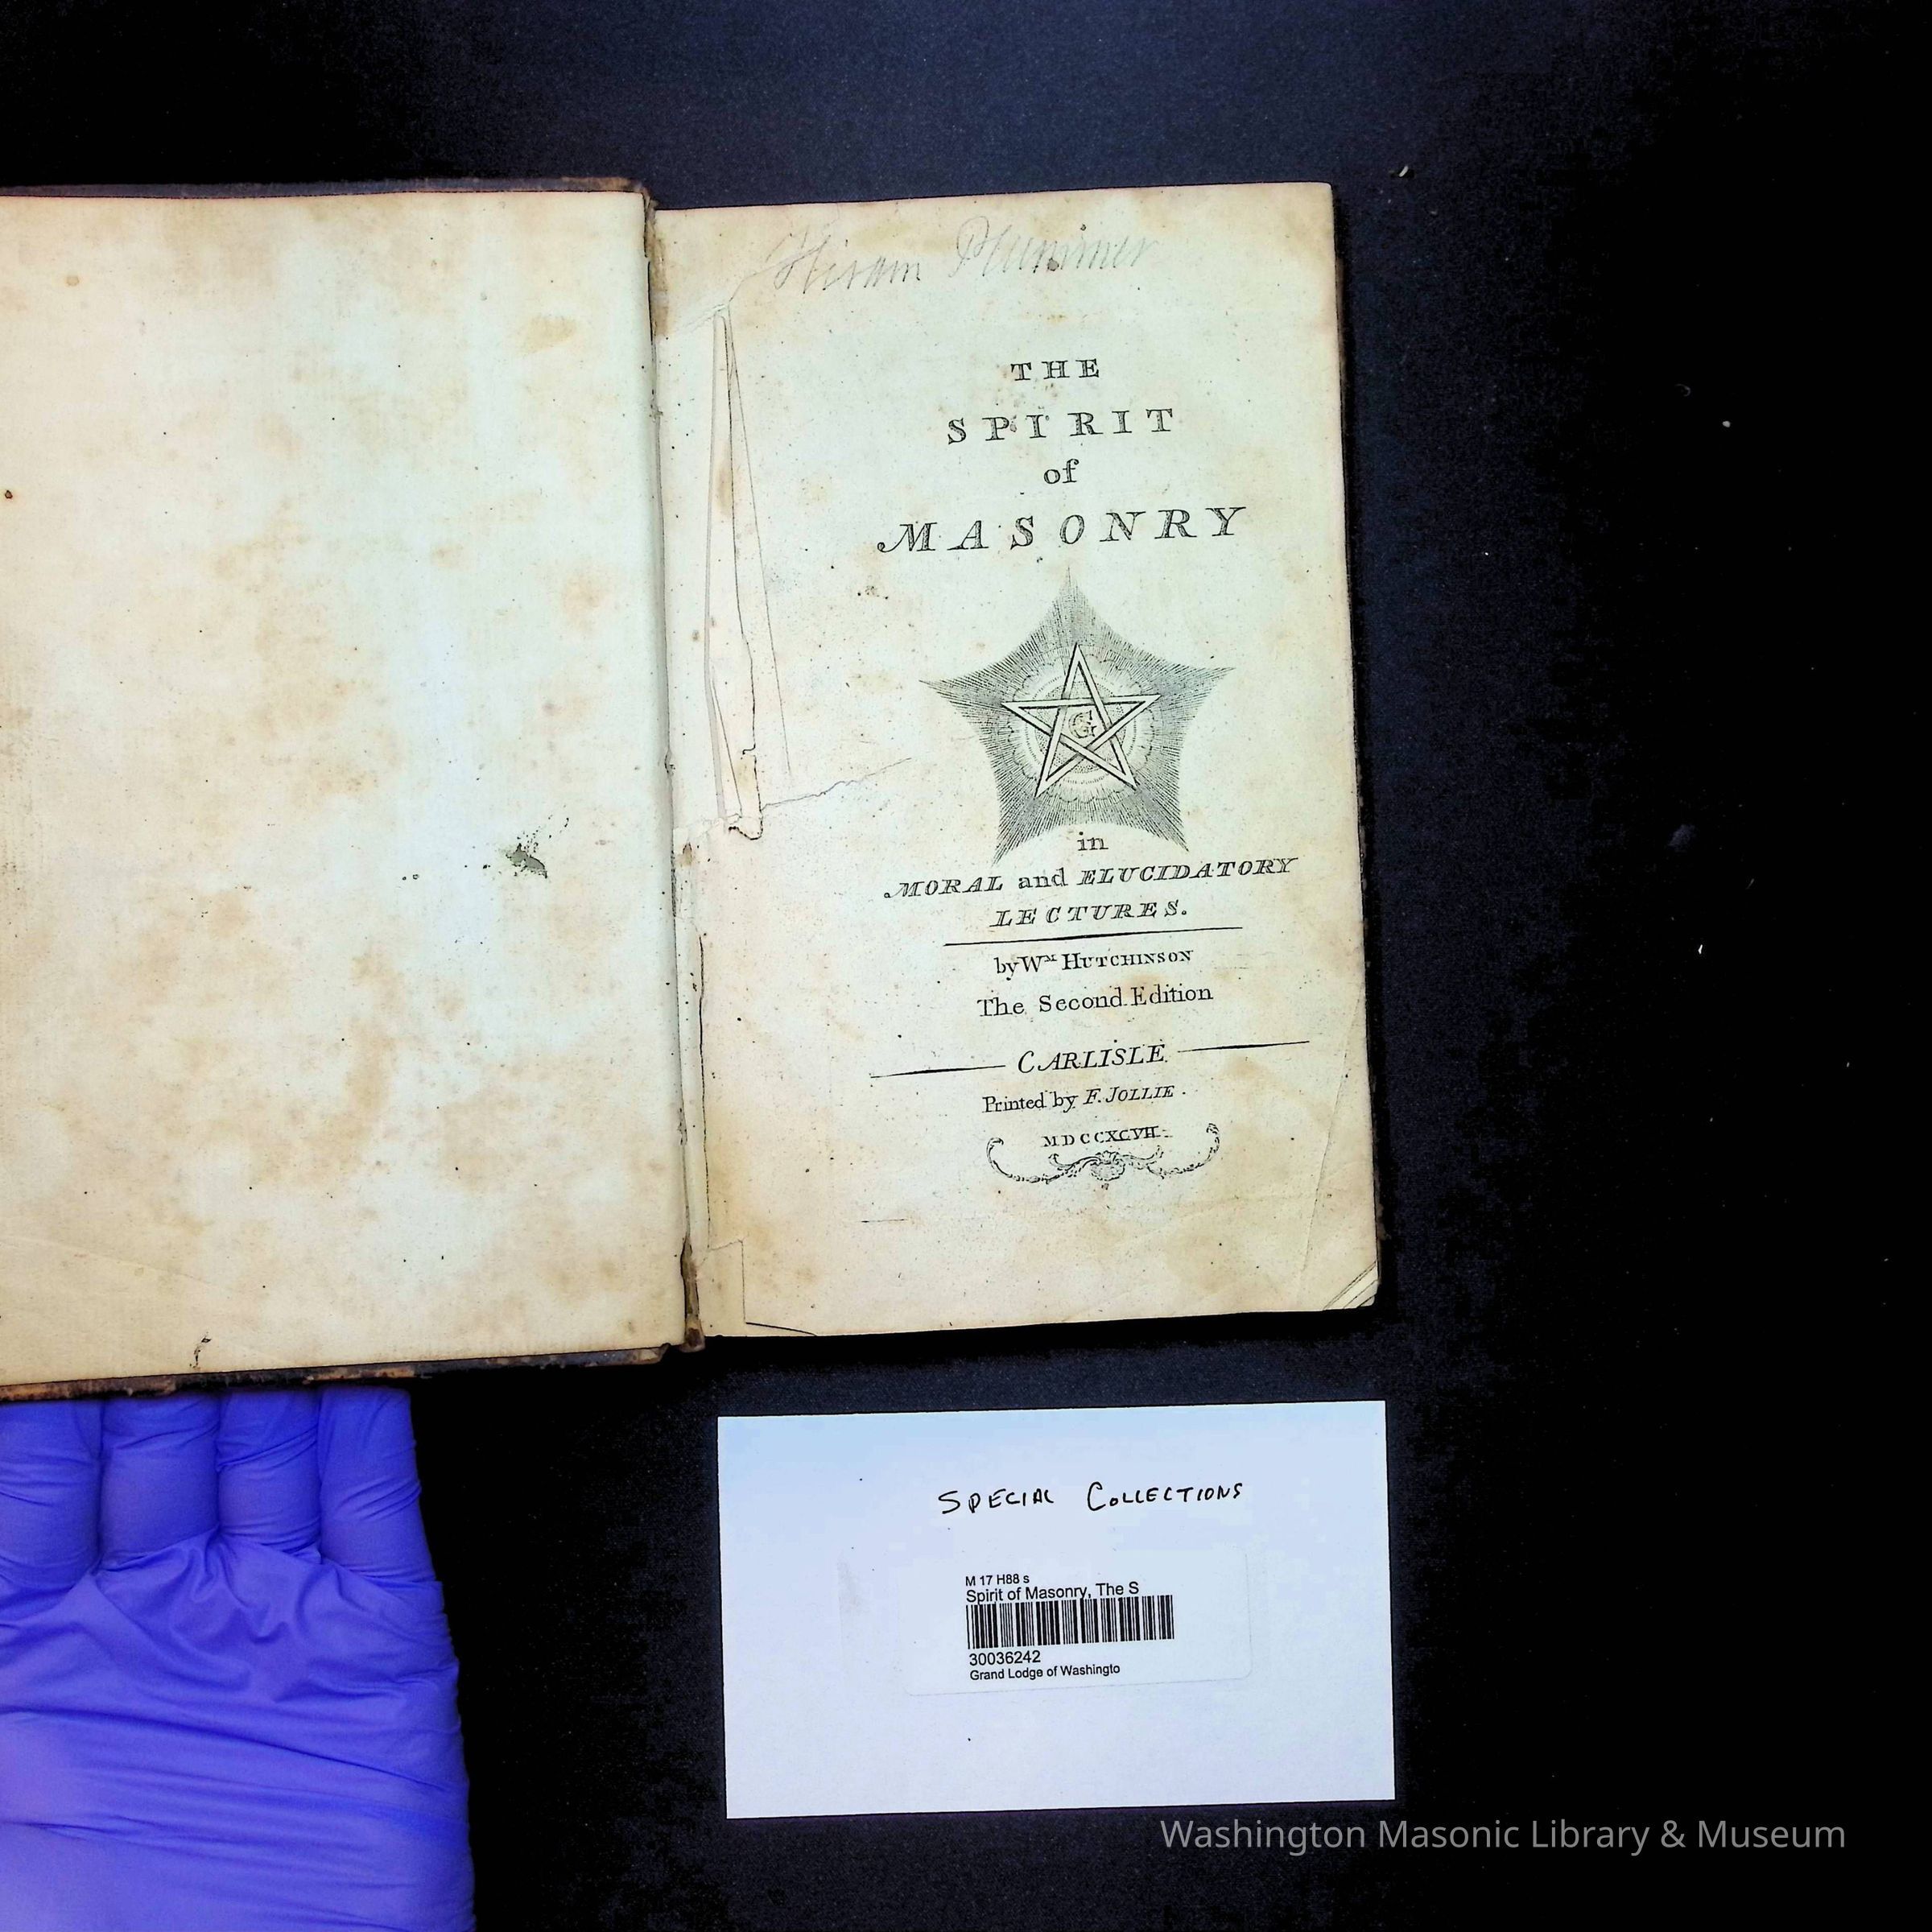 Hiram Plummer
THE
SPIRIT
of
MASONRY
G
in
MORAL and ELUCIDATORY
LECTURES.
by Wm HUTCHINSON
The Second Edition
CARLISLE
Printed by F. JOLLIE.
MDCCXCVII.
SPECIAL COLLECTIONS
M 17 H88 s
Spirit of Masonry, The S
30036242
Grand Lodge of Washingto
Washington Masonic Library & Museum